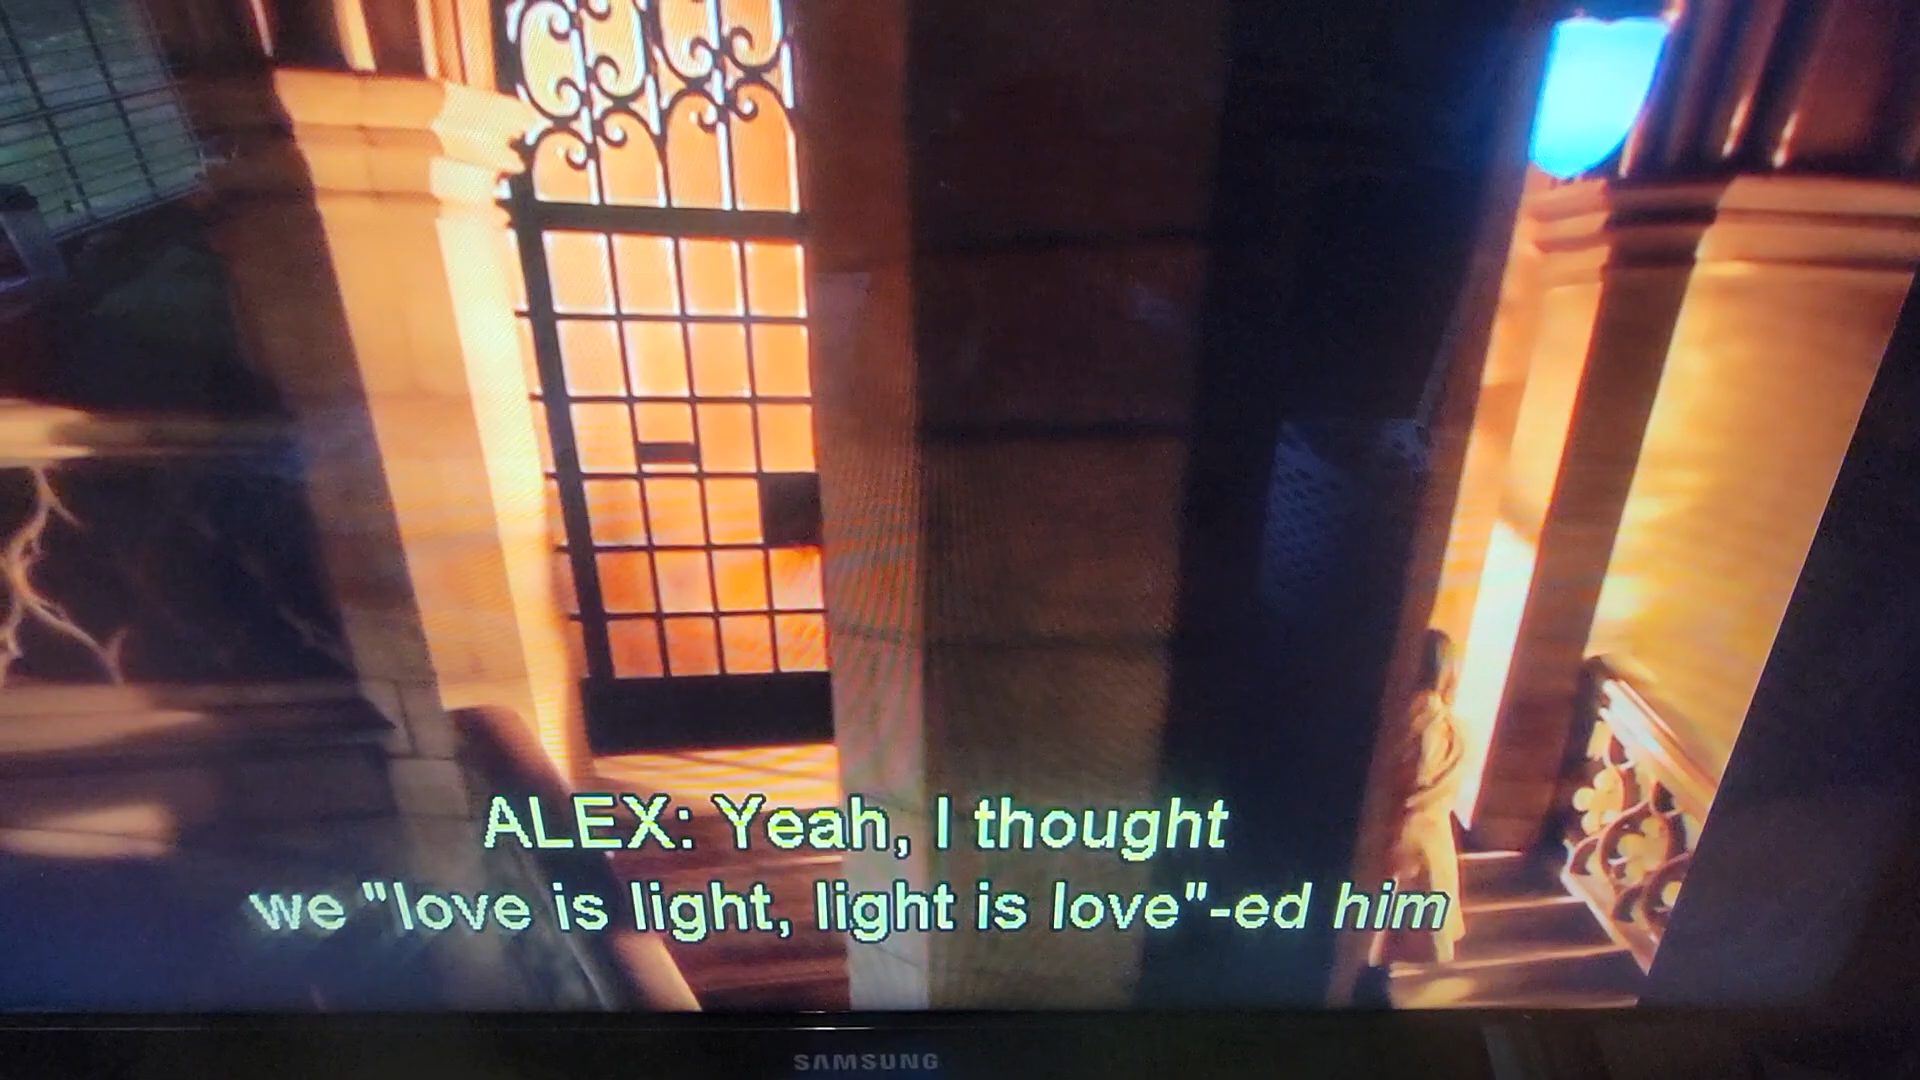 ALEX: Yeah, I thought
we "love is light, light is love"-ed him
SAMSUNG